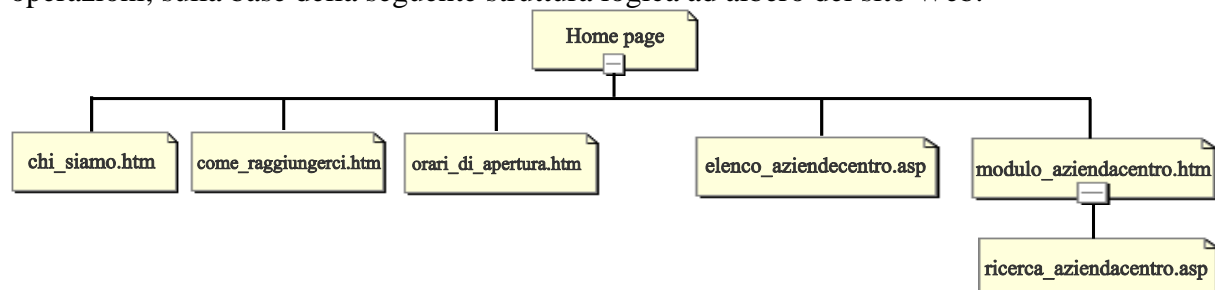 operazioni, sulla base della seguente struttura logica ad albero del sito Web:
Home page
chi_siamo.htm
come_raggiungerci.htm
orari_di_apertura.htm
elenco_aziendecentro.asp
modulo_aziendacentro.htm
ricerca_aziendacentro.asp